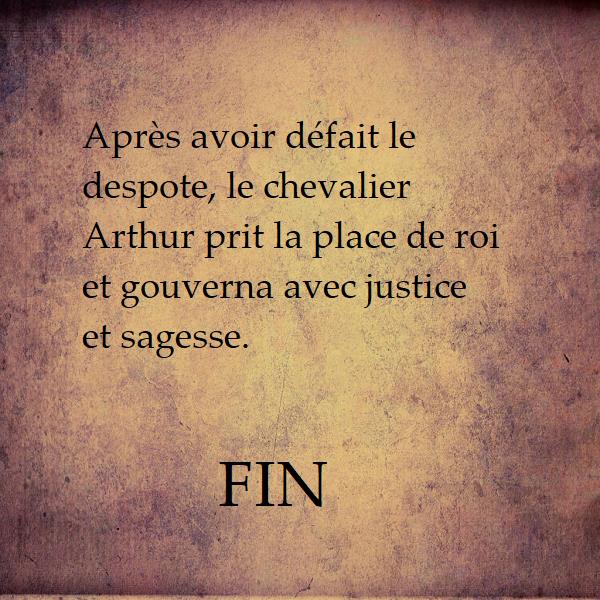 Après avoir défait le
despote, le chevalier
Arthur prit la place de roi
et gouverna avec justice
et sagesse.
FIN